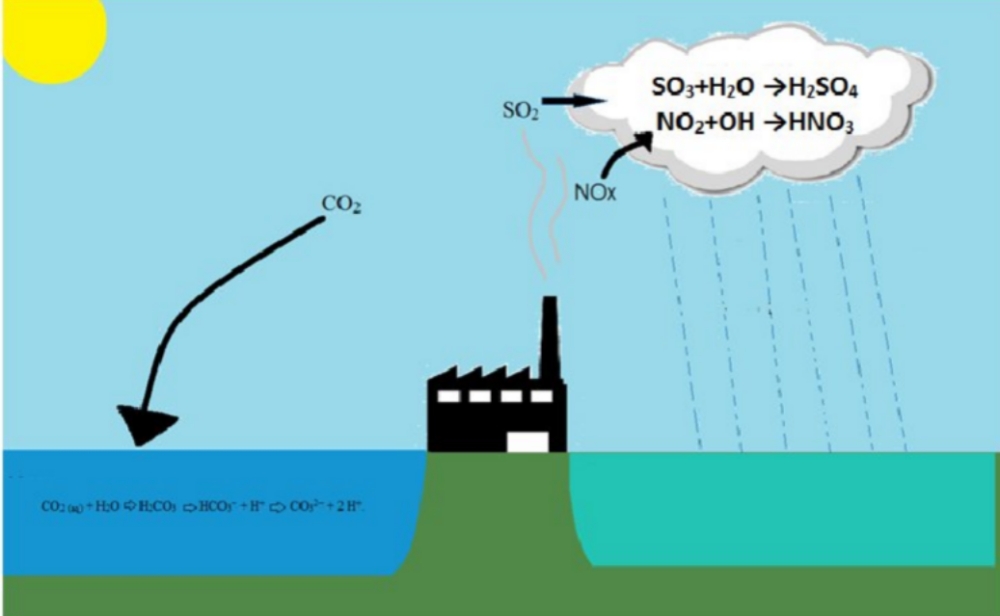 SO₃+H₂O →H₂SO₄
NO₂+OH →HNO₃
SO₂
NOx
CO₂
CO₂ (aq) + H₂O ⇨ H₂CO₃ ⇨ HCO₃⁻ + H⁺ ⇨ CO₃²⁻ + 2 H⁺.